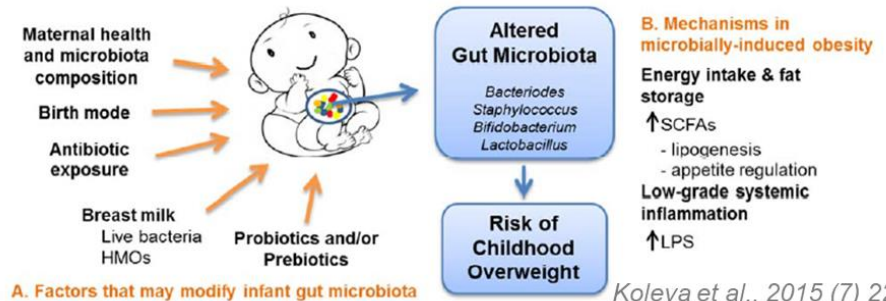 Maternal health
and microbiota
composition
Birth mode
Antibiotic
exposure
Breast milk
Live bacteria
HMOs
Probiotics and/or
Prebiotics
A. Factors that may modify infant gut microbiota
Altered
Gut Microbiota
Bacteriodes
Staphylococcus
Bifidobacterium
Lactobacillus
Risk of
Childhood
Overweight
B. Mechanisms in
microbially-induced obesity
Energy intake & fat
storage
↑SCFAs
- lipogenesis
- appetite regulation
Low-grade systemic
inflammation
↑LPS
Koleva et al., 2015 (7)